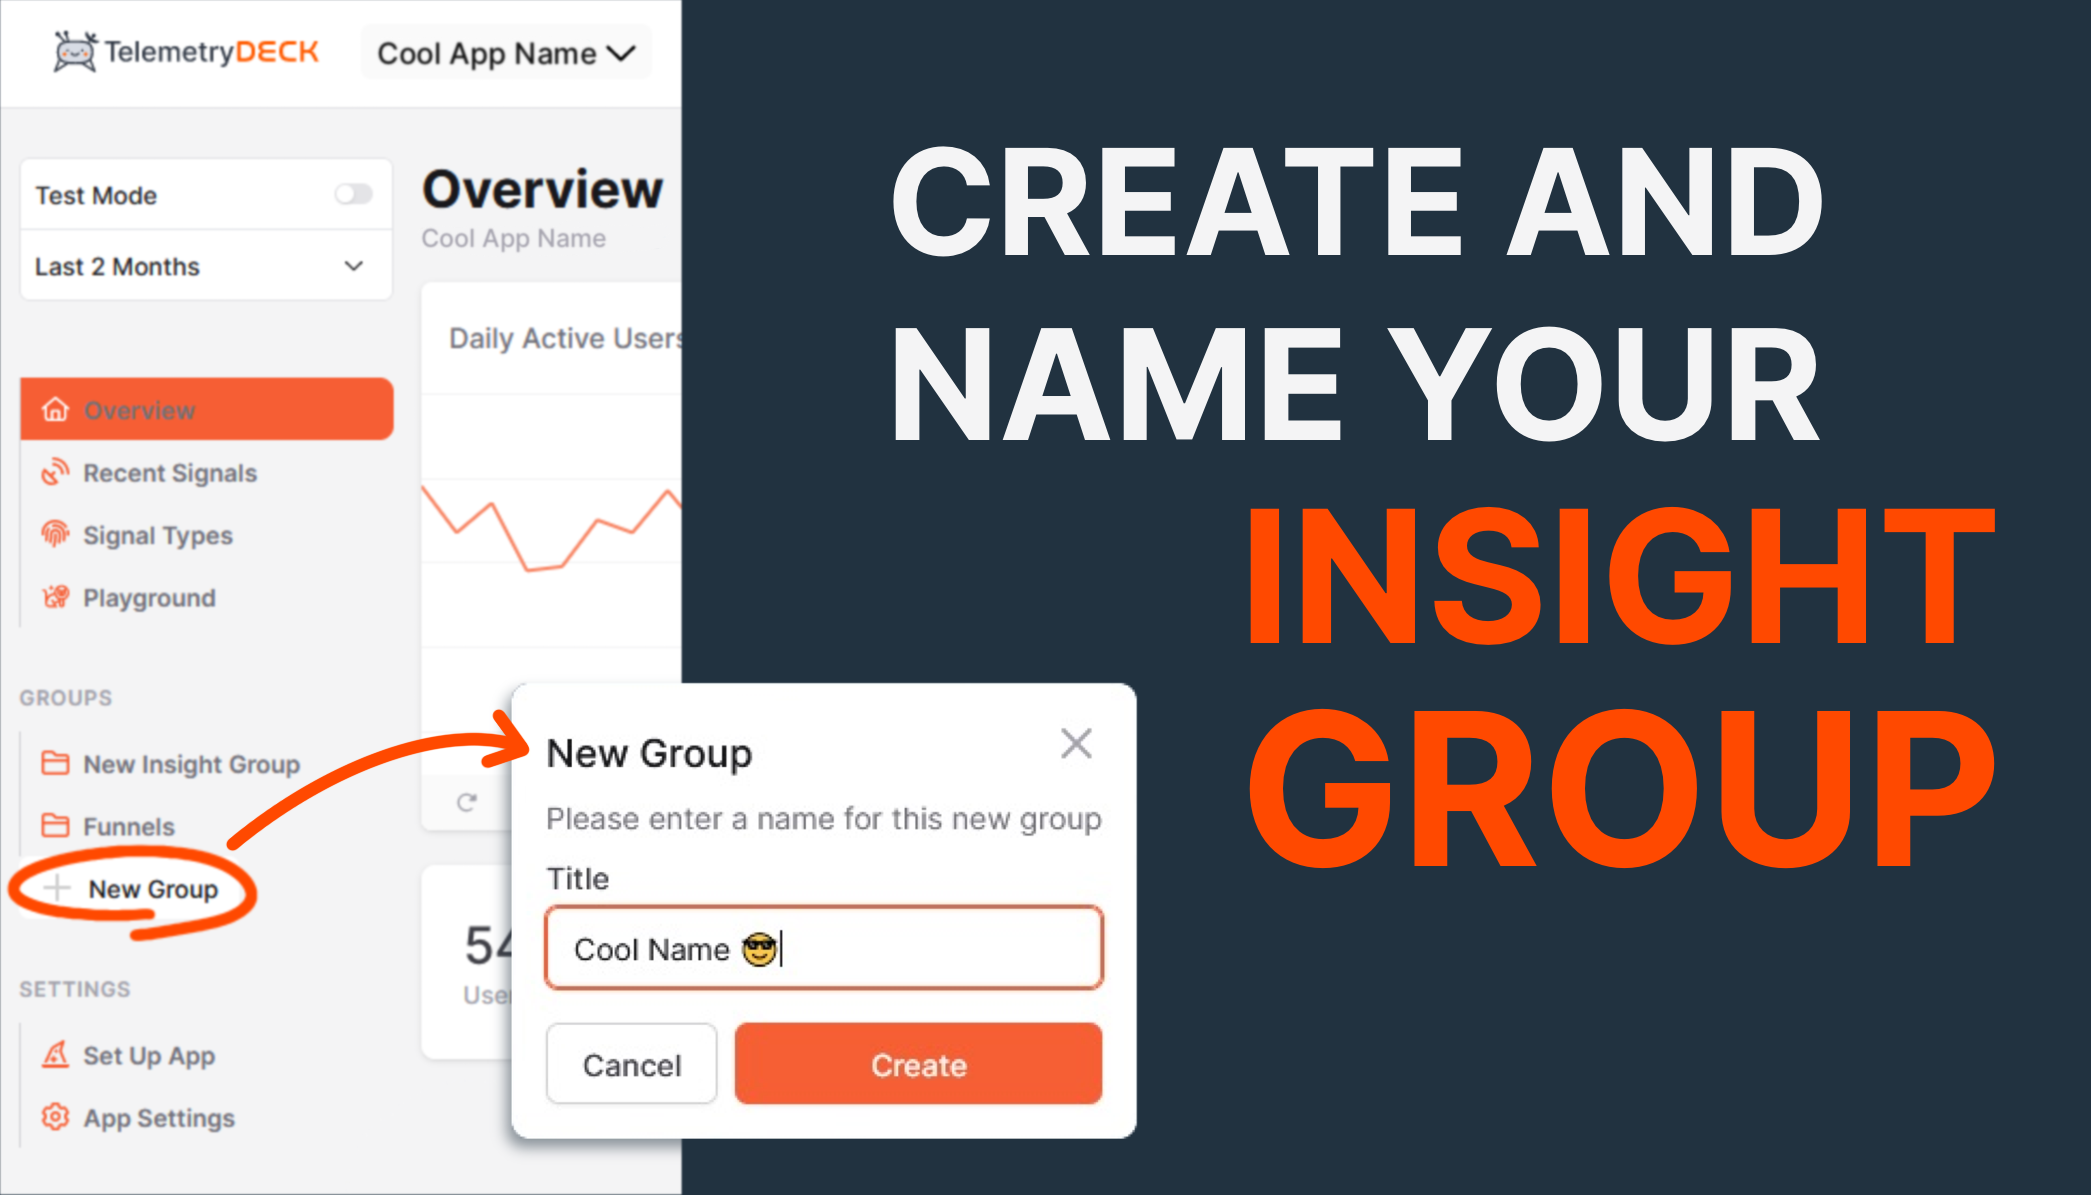 TelemetryDECK
Cool App Name
Test Mode
Last 2 Months
Overview
Recent Signals
Signal Types
Playground
GROUPS
New Insight Group
Funnels
New Group
SETTINGS
Set Up App
App Settings
Overview
Cool App Name
Daily Active Users
54
User
New Group
Please enter a name for this new group
Title
Cool Name 😎
Cancel
Create
CREATE AND
NAME YOUR
INSIGHT
GROUP